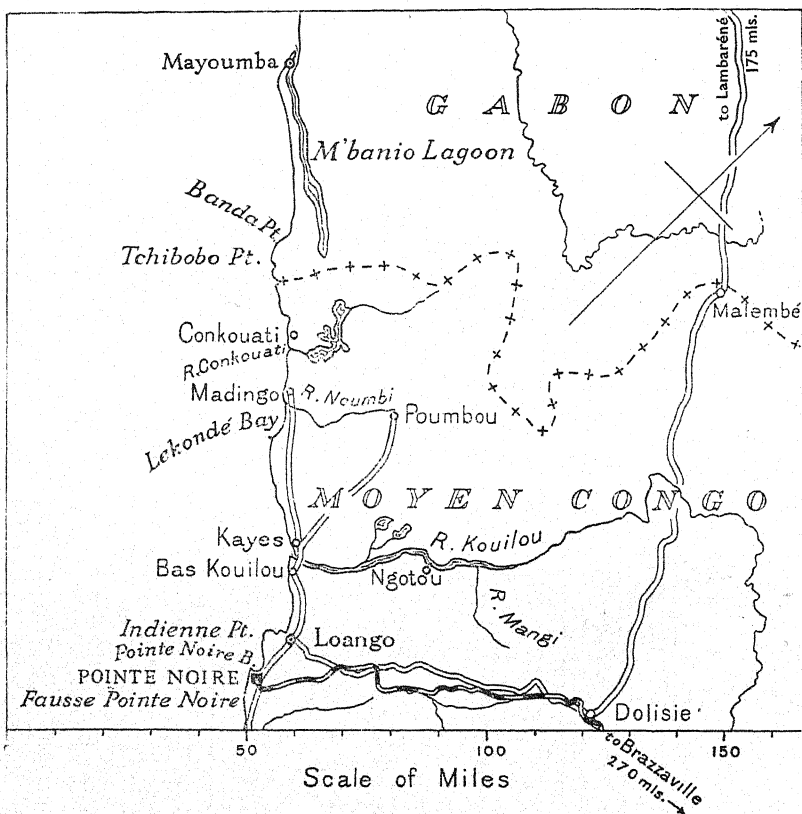 to Lambaréné
175 mls.
Mayoumba
GABON
M'banio Lagoon
Banda Pt.
Tchibobo Pt.
Malembé
Conkouati
R. Conkouati
Madingo
R. Noumbi
Poumbou
Lekondé Bay
MOYEN CONGO
Kayes
R. Kouilou
Bas Kouilou
Ngotou
R. Mangi
Indienne Pt.
Loango
Pointe Noire B.
POINTE NOIRE
Fausse Pointe Noire
Dolisie
to Brazzaville
270 mls.
50 100 150
Scale of Miles